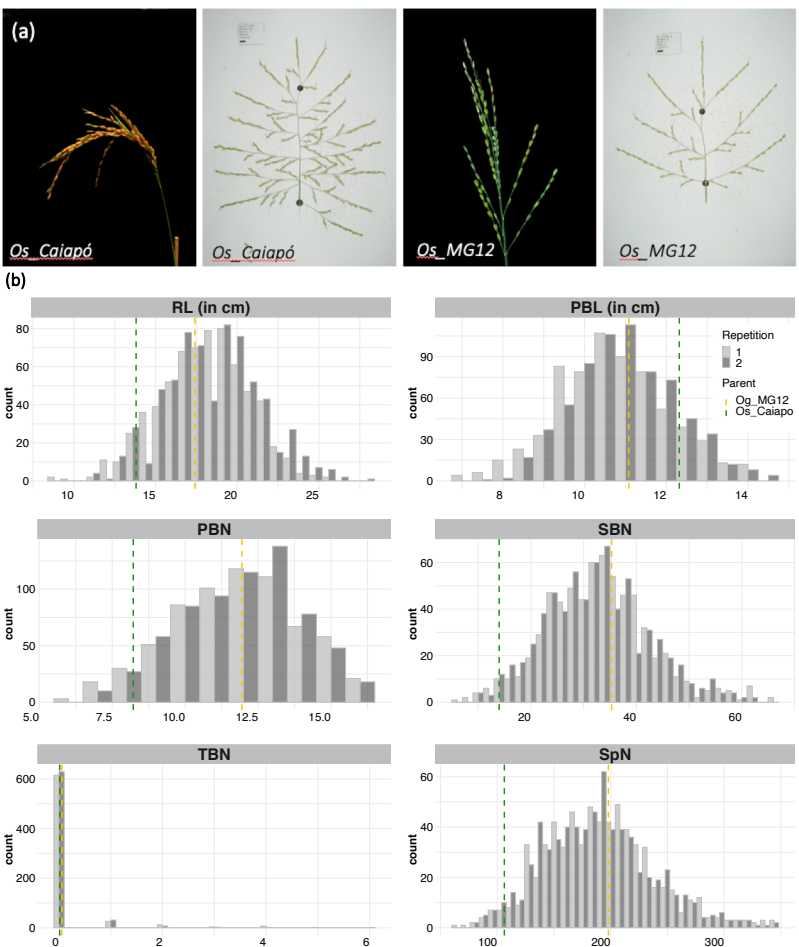 (a)
Os_Caiapó
Os_Caiapó
Os_MG12
Os_MG12
(b)
RL (in cm)
PBL (in cm)
80
60
40
20
0
count
10
15
20
25
90
60
30
0
count
8
10
12
14
Repetition
1
2
Parent
Og_MG12
Os_Caiapo
PBN
SBN
100
50
0
count
5.0
7.5
10.0
12.5
15.0
60
40
20
0
count
20
40
60
TBN
SpN
600
400
200
0
count
0
2
4
6
60
40
20
0
count
100
200
300